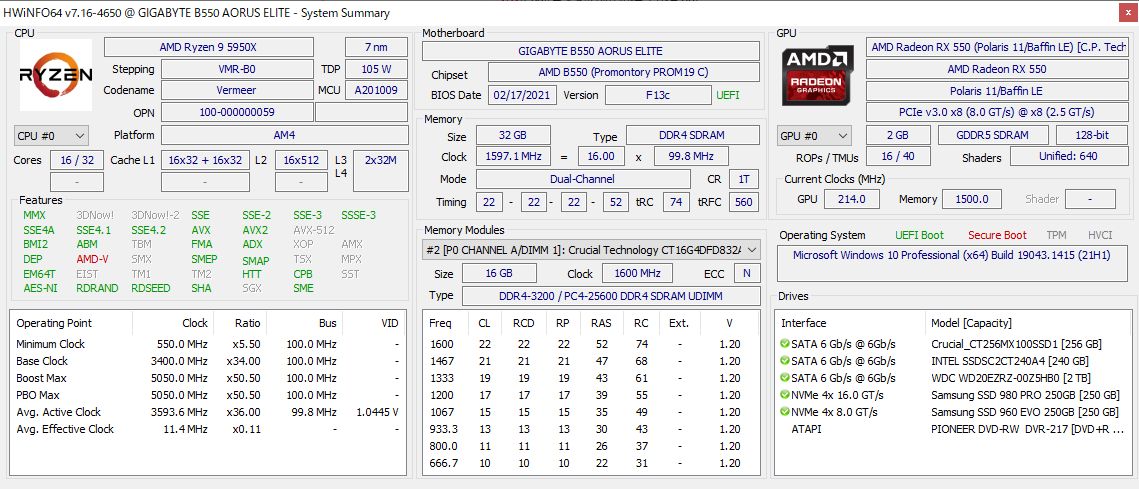 HWiNFO64 v7.16-4650 @ GIGABYTE B550 AORUS ELITE - System Summary
CPU
RYZEN
AMD Ryzen 9 5950X 7 nm
Stepping VMR-B0 TDP 105 W
Codename Vermeer MCU A201009
OPN 100-000000059
CPU #0 Platform AM4
Cores 16 / 32 Cache L1 16x32 + 16x32 L2 16x512 L3 2x32M
- - - L4
Features
MMX 3DNow! 3DNow!-2 SSE SSE-2 SSE-3 SSSE-3
SSE4A SSE4.1 SSE4.2 AVX AVX2 AVX-512
BMI2 ABM TBM FMA ADX XOP AMX
DEP AMD-V SMX SMEP SMAP TSX MPX
EM64T EIST TM1 TM2 HTT CPB SST
AES-NI RDRAND RDSEED SHA SGX SME
Operating Point Clock Ratio Bus VID
Minimum Clock 550.0 MHz x5.50 100.0 MHz -
Base Clock 3400.0 MHz x34.00 100.0 MHz -
Boost Max 5050.0 MHz x50.50 100.0 MHz -
PBO Max 5050.0 MHz x50.50 100.0 MHz -
Avg. Active Clock 3593.6 MHz x36.00 99.8 MHz 1.0445 V
Avg. Effective Clock 11.4 MHz x0.11 - -
Motherboard
GIGABYTE B550 AORUS ELITE
Chipset AMD B550 (Promontory PROM19 C)
BIOS Date 02/17/2021 Version F13c UEFI
Memory
Size 32 GB Type DDR4 SDRAM
Clock 1597.1 MHz = 16.00 x 99.8 MHz
Mode Dual-Channel CR 1T
Timing 22 - 22 - 22 - 52 tRC 74 tRFC 560
Memory Modules
#2 [P0 CHANNEL A/DIMM 1]: Crucial Technology CT16G4DFD832A
Size 16 GB Clock 1600 MHz ECC N
Type DDR4-3200 / PC4-25600 DDR4 SDRAM UDIMM
Freq CL RCD RP RAS RC Ext. V
1600 22 22 22 52 74 - 1.20
1467 21 21 21 47 68 - 1.20
1333 19 19 19 43 61 - 1.20
1200 17 17 17 39 55 - 1.20
1067 15 15 15 35 49 - 1.20
933.3 13 13 13 30 43 - 1.20
800.0 11 11 11 26 37 - 1.20
666.7 10 10 10 22 31 - 1.20
GPU
AMD
RADEON
GRAPHICS
AMD Radeon RX 550 (Polaris 11/Baffin LE) [C.P. Tech
AMD Radeon RX 550
Polaris 11/Baffin LE
PCIe v3.0 x8 (8.0 GT/s) @ x8 (2.5 GT/s)
GPU #0 2 GB GDDR5 SDRAM 128-bit
ROPs / TMUs 16 / 40 Shaders Unified: 640
Current Clocks (MHz)
GPU 214.0 Memory 1500.0 Shader -
Operating System UEFI Boot Secure Boot TPM HVCI
Microsoft Windows 10 Professional (x64) Build 19043.1415 (21H1)
Drives
Interface Model [Capacity]
SATA 6 Gb/s @ 6Gb/s Crucial_CT256MX100SSD1 [256 GB]
SATA 6 Gb/s @ 6Gb/s INTEL SSDSC2CT240A4 [240 GB]
SATA 6 Gb/s @ 6Gb/s WDC WD20EZRZ-00Z5HB0 [2 TB]
NVMe 4x 16.0 GT/s Samsung SSD 980 PRO 250GB [250 GB]
NVMe 4x 8.0 GT/s Samsung SSD 960 EVO 250GB [250 GB]
ATAPI PIONEER DVD-RW DVR-217 [DVD+R ...